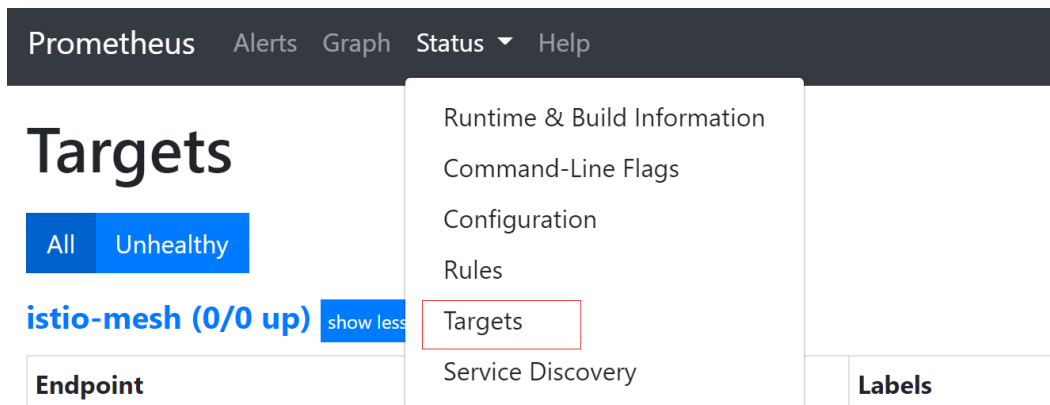 Prometheus Alerts Graph Status Help
Targets
All Unhealthy
istio-mesh (0/0 up) show less
Endpoint Labels
Runtime & Build Information
Command-Line Flags
Configuration
Rules
Targets
Service Discovery